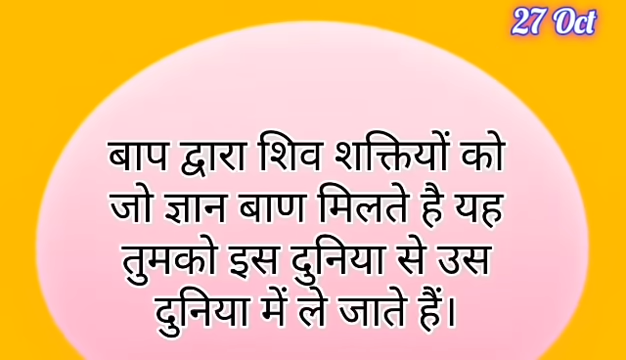 27 Oct
बाप द्वारा शिव शक्तियों को
जो ज्ञान बाण मिलते है यह
तुमको इस दुनिया से उस
दुनिया में ले जाते हैं।